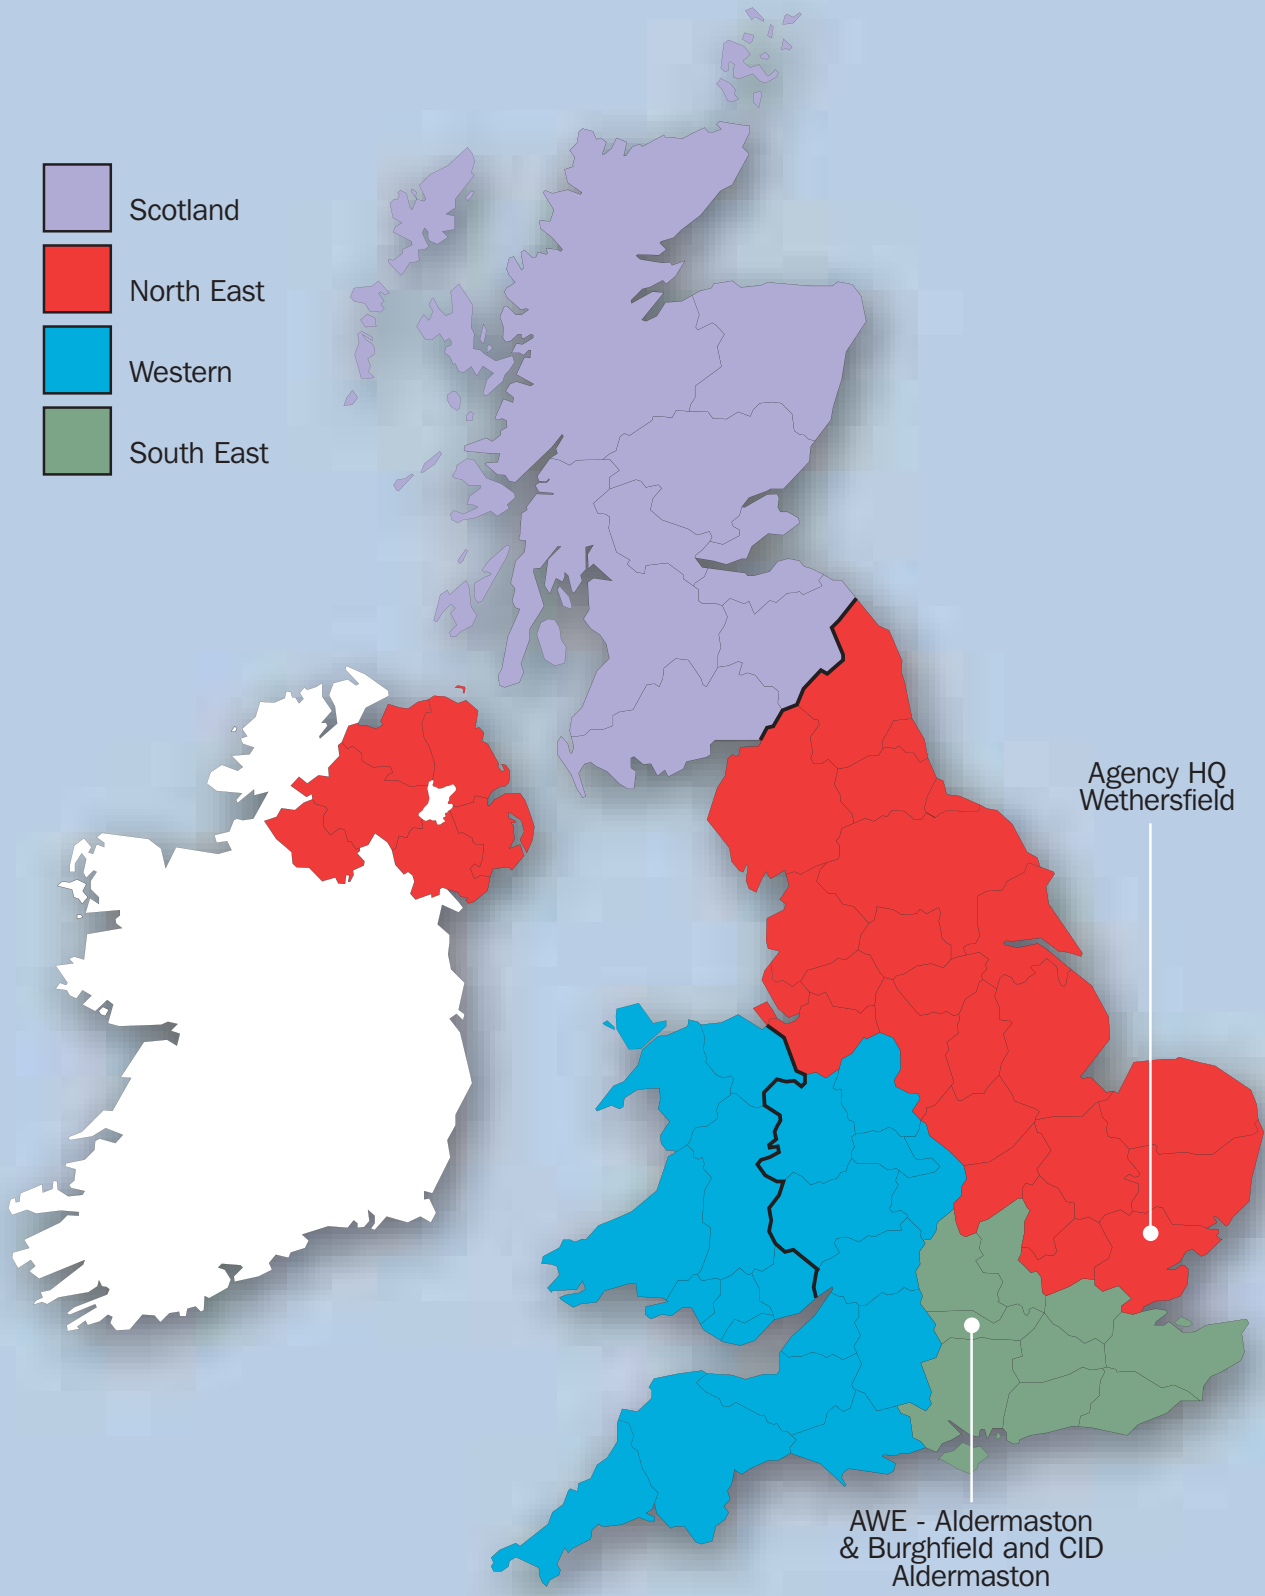 Scotland
North East
Western
South East
Agency HQ
Wethersfield
AWE - Aldermaston
& Burghfield and CID
Aldermaston